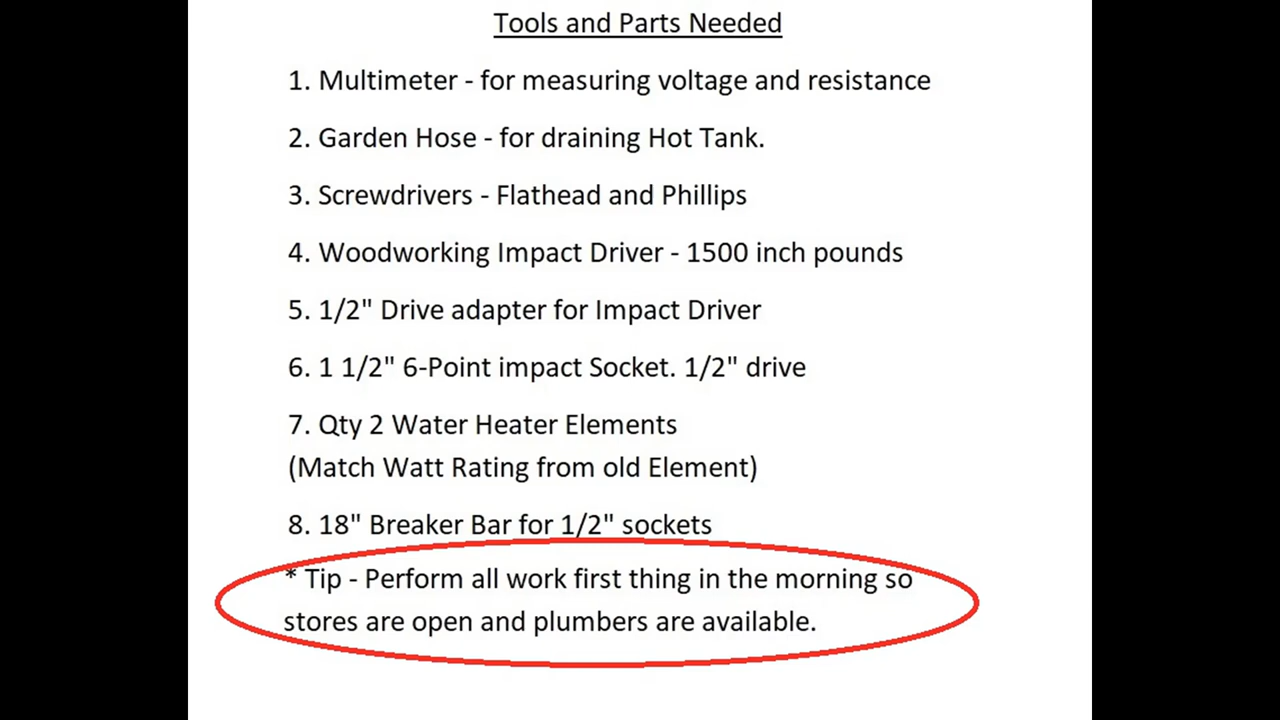 Tools and Parts Needed
1. Multimeter - for measuring voltage and resistance
2. Garden Hose - for draining Hot Tank.
3. Screwdrivers - Flathead and Phillips
4. Woodworking Impact Driver - 1500 inch pounds
5. 1/2" Drive adapter for Impact Driver
6. 1 1/2" 6-Point impact Socket. 1/2" drive
7. Qty 2 Water Heater Elements
(Match Watt Rating from old Element)
8. 18" Breaker Bar for 1/2" sockets
* Tip - Perform all work first thing in the morning so
stores are open and plumbers are available.